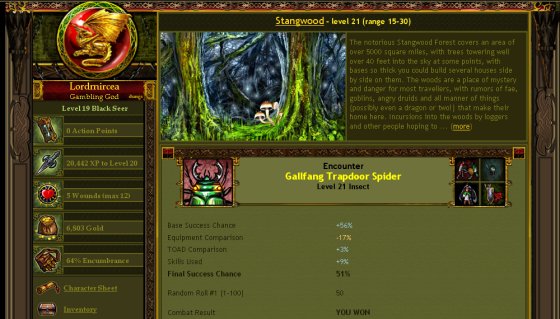 Stangwood - level 21 (range 15-30)
The notorious Stangwood Forest covers an area of
over 5000 square miles, with trees towering well
over 40 feet into the sky at some points, and with
bases so thick you could build several houses side
by side on them. The woods are a place of mystery
and danger for most travellers, with rumors of fae,
goblins, angry druids and all manner of things
(possibly even a dragon or two!) that make their
home here. Incursions into the woods by loggers
and other people hoping to ... (more)
Lordmircea
Gambling God
change
Level 19 Black Seer
0 Action Points
20,442 XP to Level 20
5 Wounds (max 12)
6,803 Gold
64% Encumbrance
Character Sheet
Inventory
Encounter
Gallfang Trapdoor Spider
Level 21 Insect
Base Success Chance +56%
Equipment Comparison -17%
TOAD Comparison +3%
Skills Used +9%
Final Success Chance 51%
Random Roll #1 [1-100] 50
Combat Result YOU WON